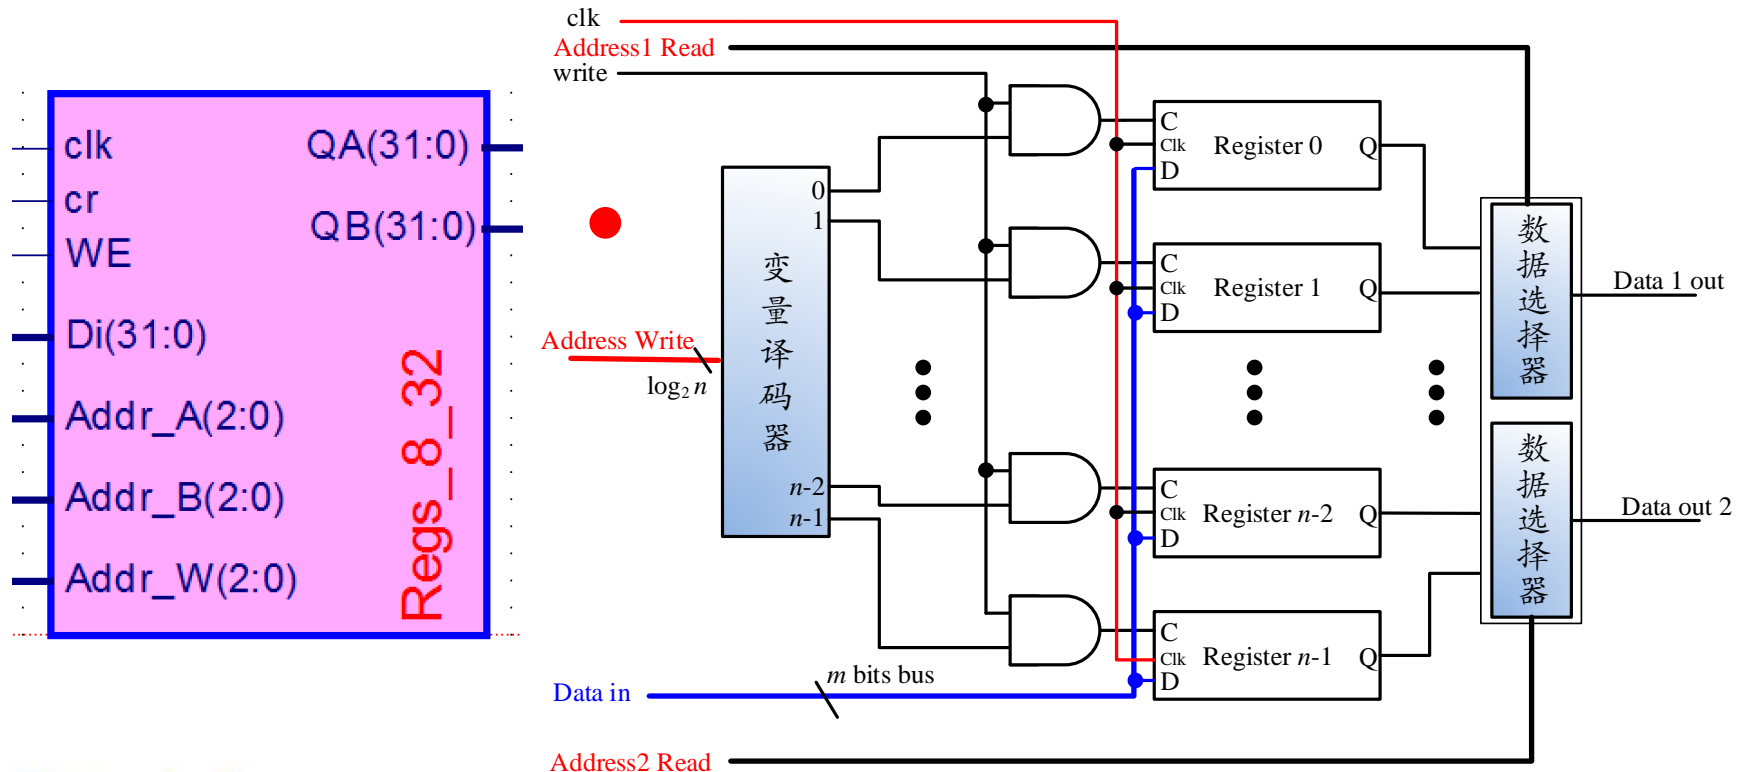 clk
cr
WE
Di(31:0)
Addr_A(2:0)
Addr_B(2:0)
Addr_W(2:0)
QA(31:0)
QB(31:0)
Regs_8_32
clk
Address1 Read
write
Address Write
log₂ n
变量译码器
0
1
n-2
n-1
Data in
m bits bus
Address2 Read
C
Clk
D
Register 0
Q
C
Clk
D
Register 1
Q
C
Clk
D
Register n-2
Q
C
Clk
D
Register n-1
Q
数据选择器
数据选择器
Data 1 out
Data out 2